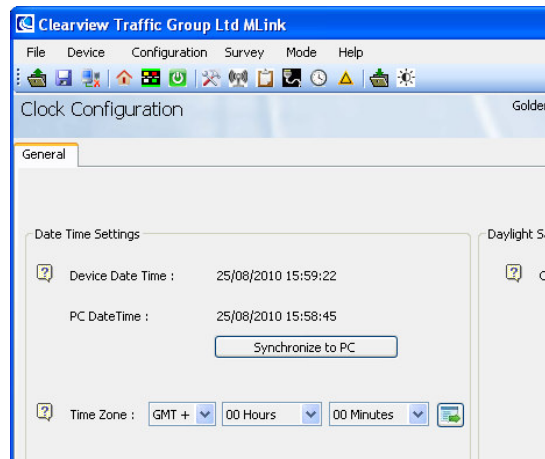 Clearview Traffic Group Ltd MLink
File Device Configuration Survey Mode Help
Clock Configuration
General
Date Time Settings
Device Date Time : 25/08/2010 15:59:22
PC DateTime : 25/08/2010 15:58:45
Synchronize to PC
Time Zone : GMT + 00 Hours 00 Minutes
Daylight